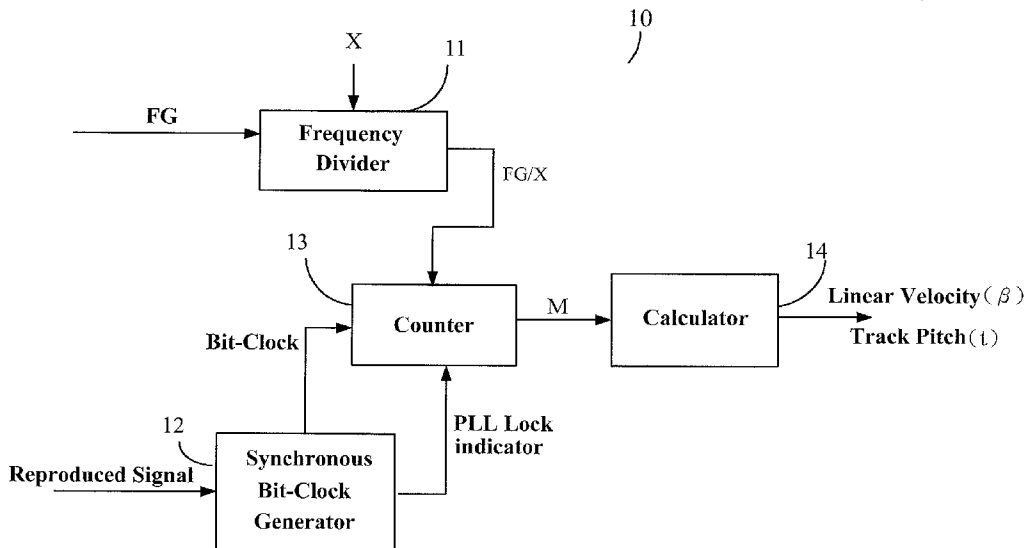 10
X
11
FG
Frequency
Divider
FG/X
13
14
Counter
M
Calculator
Linear Velocity(β)
Track Pitch(t)
Bit-Clock
12
PLL Lock
indicator
Reproduced Signal
Synchronous
Bit-Clock
Generator